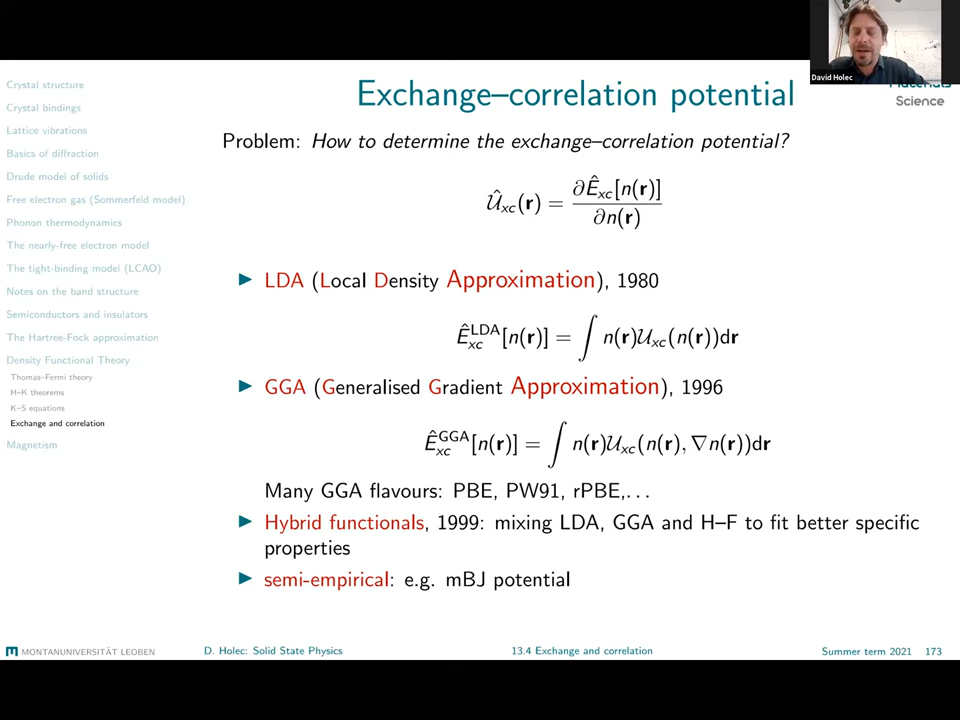 David Holec
Materials
Science
Crystal structure
Crystal bindings
Lattice vibrations
Basics of diffraction
Drude model of solids
Free electron gas (Sommerfeld model)
Phonon thermodynamics
The nearly-free electron model
The tight-binding model (LCAO)
Notes on the band structure
Semiconductors and insulators
The Hartree-Fock approximation
Density Functional Theory
Thomas–Fermi theory
H–K theorems
K–S equations
Exchange and correlation
Magnetism
Exchange–correlation potential
Problem: How to determine the exchange–correlation potential?
𝒰̂xc(r) = ∂Êxc[n(r)] / ∂n(r)
► LDA (Local Density Approximation), 1980
Êxc^LDA[n(r)] = ∫ n(r)𝒰xc(n(r))dr
► GGA (Generalised Gradient Approximation), 1996
Êxc^GGA[n(r)] = ∫ n(r)𝒰xc(n(r), ∇n(r))dr
Many GGA flavours: PBE, PW91, rPBE,...
► Hybrid functionals, 1999: mixing LDA, GGA and H–F to fit better specific
properties
► semi-empirical: e.g. mBJ potential
MONTANUNIVERSITÄT LEOBEN
D. Holec: Solid State Physics
13.4 Exchange and correlation
Summer term 2021 173